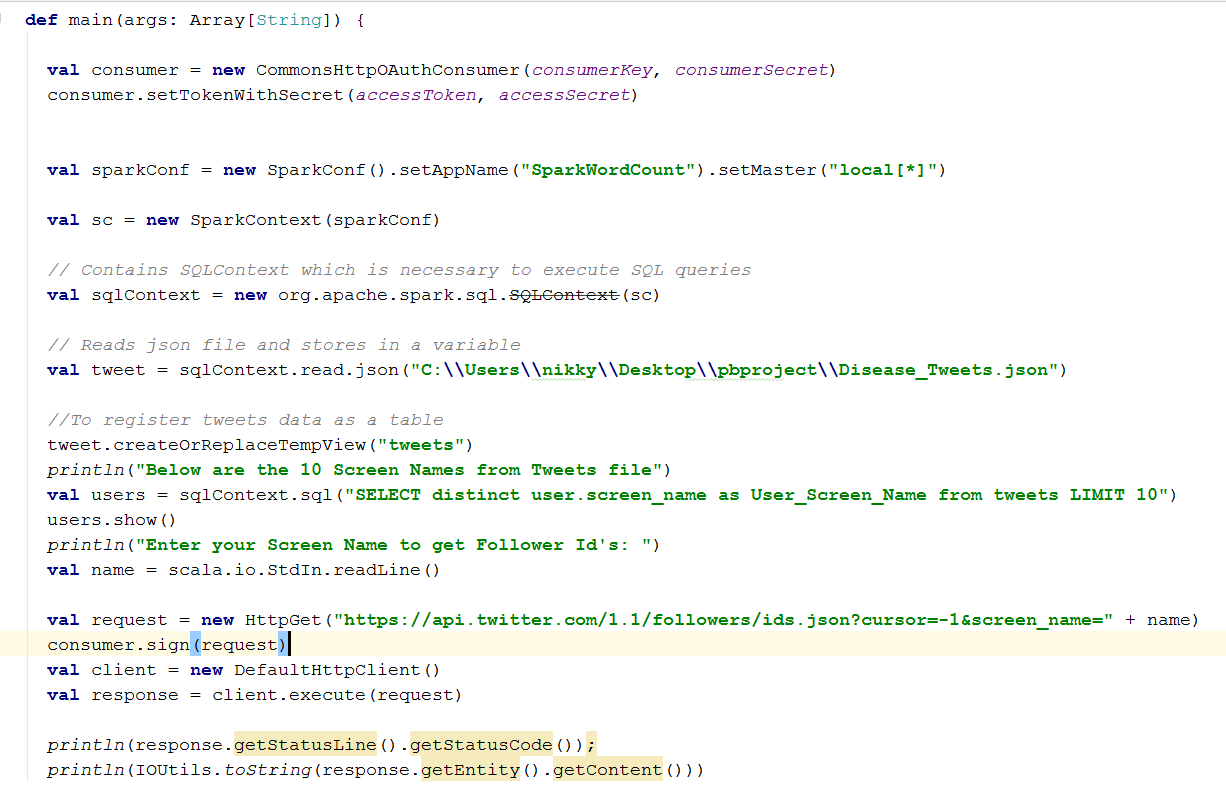 def main(args: Array[String]) {
val consumer = new CommonsHttpOAuthConsumer(consumerKey, consumerSecret)
consumer.setTokenWithSecret(accessToken, accessSecret)
val sparkConf = new SparkConf().setAppName("SparkWordCount").setMaster("local[*]")
val sc = new SparkContext(sparkConf)
// Contains SQLContext which is necessary to execute SQL queries
val sqlContext = new org.apache.spark.sql.SQLContext(sc)
// Reads json file and stores in a variable
val tweet = sqlContext.read.json("C:\\Users\\nikky\\Desktop\\pbproject\\Disease_Tweets.json")
//To register tweets data as a table
tweet.createOrReplaceTempView("tweets")
println("Below are the 10 Screen Names from Tweets file")
val users = sqlContext.sql("SELECT distinct user.screen_name as User_Screen_Name from tweets LIMIT 10")
users.show()
println("Enter your Screen Name to get Follower Id's: ")
val name = scala.io.StdIn.readLine()
val request = new HttpGet("https://api.twitter.com/1.1/followers/ids.json?cursor=-1&screen_name=" + name)
consumer.sign(request)
val client = new DefaultHttpClient()
val response = client.execute(request)
println(response.getStatusLine().getStatusCode());
println(IOUtils.toString(response.getEntity().getContent()))